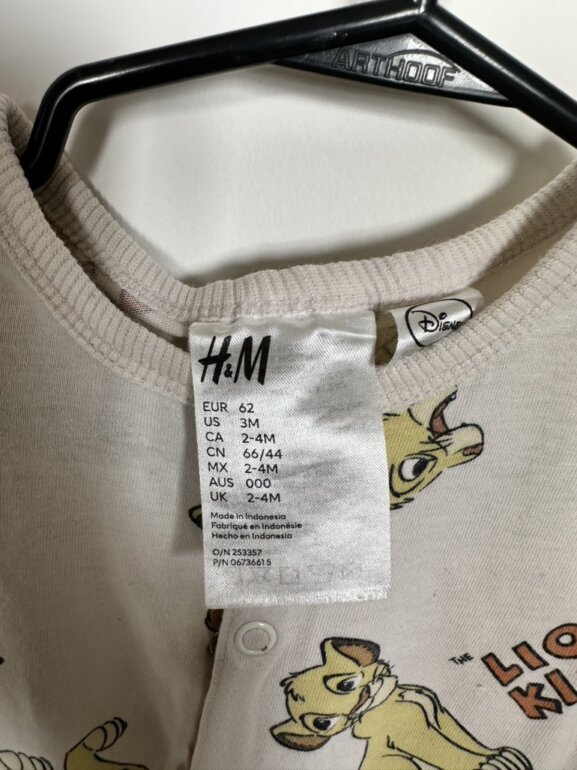 ARTHOOF
H&M
Disne
EUR 62
US 3M
CA 2-4M
CN 66/44
MX 2-4M
AUS 000
UK 2-4M
Made in Indonesia
Fabriqué en Indonésie
Hecho en Indonesia
O/N 253357
P/N 06736615
THE LIO
KI